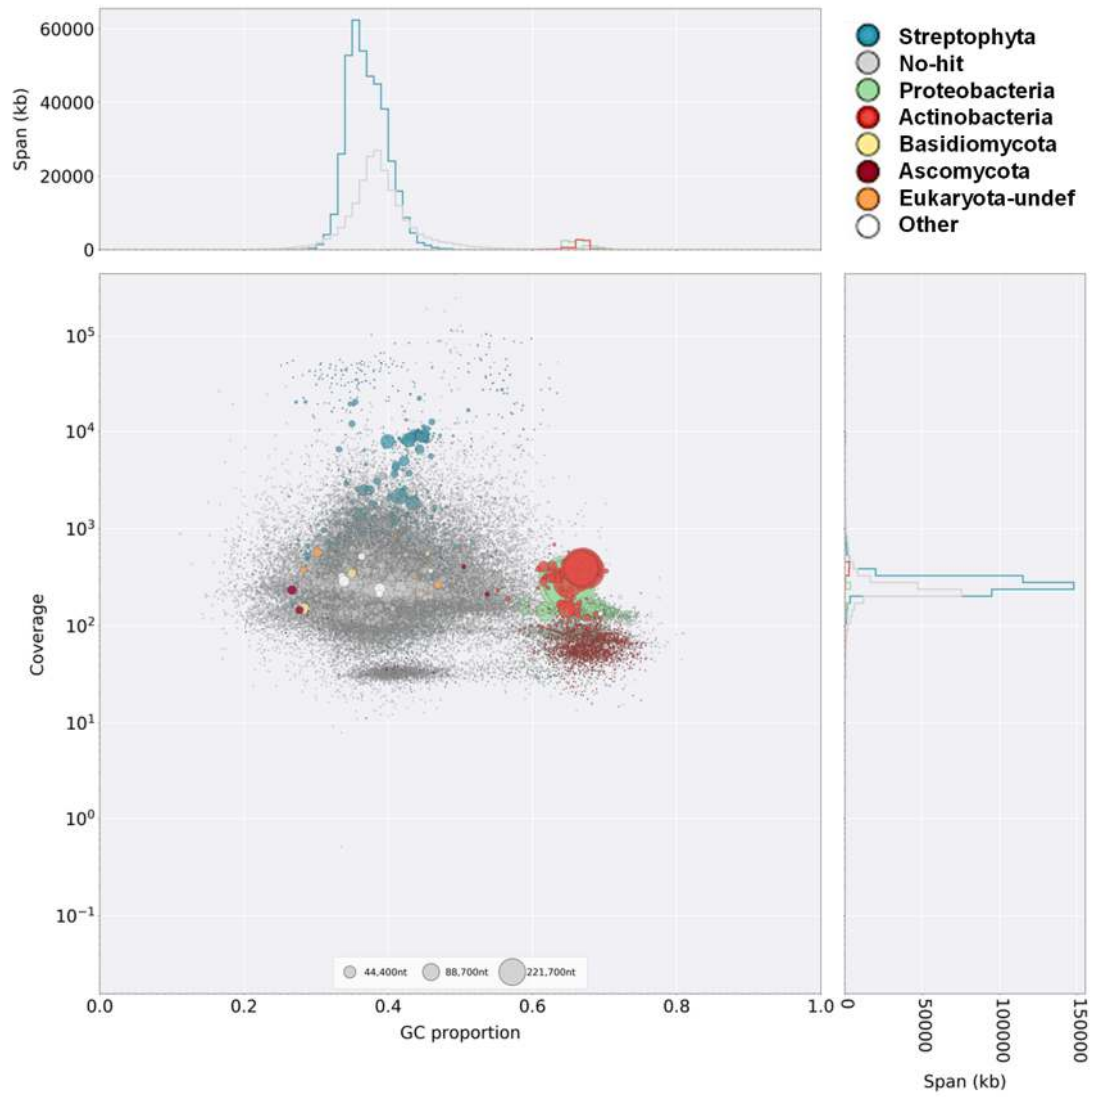 60000
40000
20000
0
Span (kb)
Streptophyta
No-hit
Proteobacteria
Actinobacteria
Basidiomycota
Ascomycota
Eukaryota-undef
Other
10⁵
10⁴
10³
10²
10¹
10⁰
10⁻¹
Coverage
44,400nt 88,700nt 221,700nt
0.0 0.2 0.4 0.6 0.8 1.0
GC proportion
0 50000 100000 150000
Span (kb)